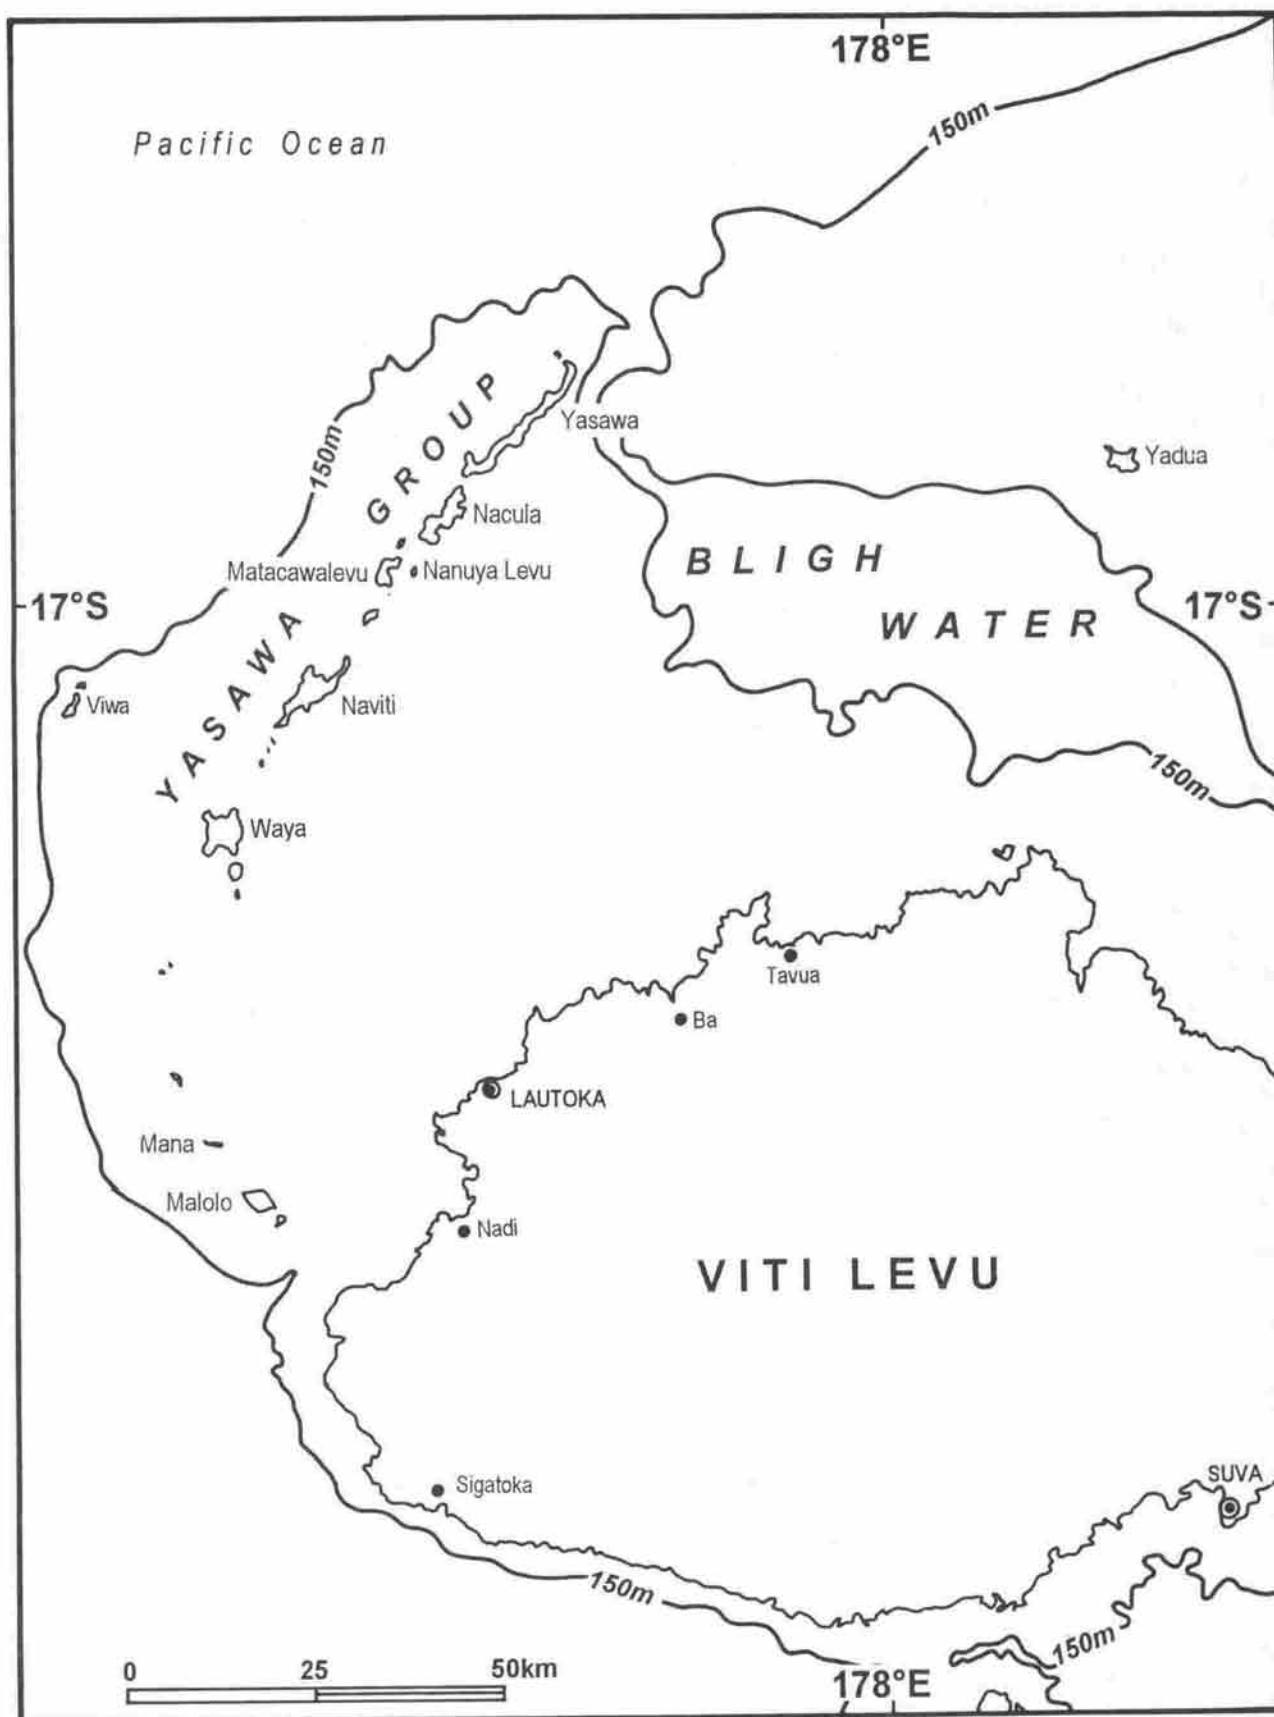 178°E
150m
Pacific Ocean
150m
YASAWA GROUP
Yasawa
Yadua
Nacula
BLIGH
WATER
Matacawalevu
Nanuya Levu
17°S
17°S
Viwa
Naviti
150m
Waya
Tavua
Ba
LAUTOKA
Mana
Malolo
Nadi
VITI LEVU
Sigatoka
SUVA
150m
150m
0 25 50km
178°E